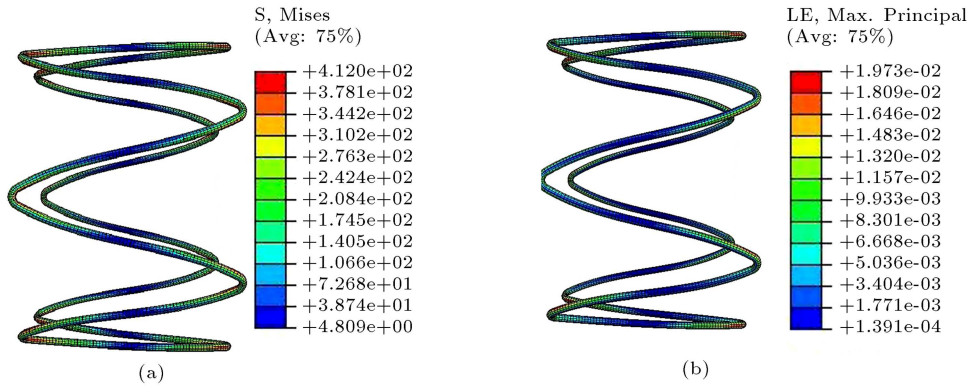 S, Mises
(Avg: 75%)
+4.120e+02
+3.781e+02
+3.442e+02
+3.102e+02
+2.763e+02
+2.424e+02
+2.084e+02
+1.745e+02
+1.405e+02
+1.066e+02
+7.268e+01
+3.874e+01
+4.809e+00
(a)
LE, Max. Principal
(Avg: 75%)
+1.973e-02
+1.809e-02
+1.646e-02
+1.483e-02
+1.320e-02
+1.157e-02
+9.933e-03
+8.301e-03
+6.668e-03
+5.036e-03
+3.404e-03
+1.771e-03
+1.391e-04
(b)